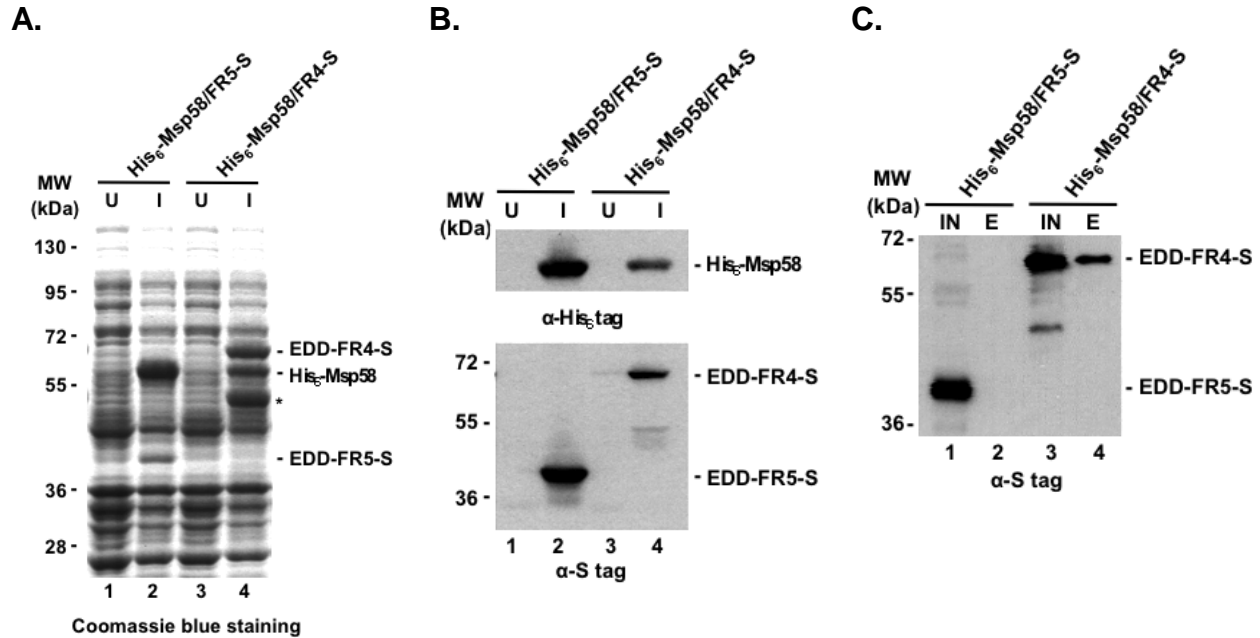 A.
His6-Msp58/FR5-S
His6-Msp58/FR4-S
MW
(kDa)
U I U I
130 -
95 -
72 -
55 -
36 -
28 -
- EDD-FR4-S
- His6-Msp58
*
- EDD-FR5-S
1 2 3 4
Coomassie blue staining
B.
His6-Msp58/FR5-S
His6-Msp58/FR4-S
MW
(kDa)
U I U I
- His6-Msp58
α-His6 tag
72 -
55 -
36 -
- EDD-FR4-S
- EDD-FR5-S
1 2 3 4
α-S tag
C.
His6-Msp58/FR5-S
His6-Msp58/FR4-S
MW
(kDa)
IN E IN E
72 -
55 -
36 -
- EDD-FR4-S
- EDD-FR5-S
1 2 3 4
α-S tag